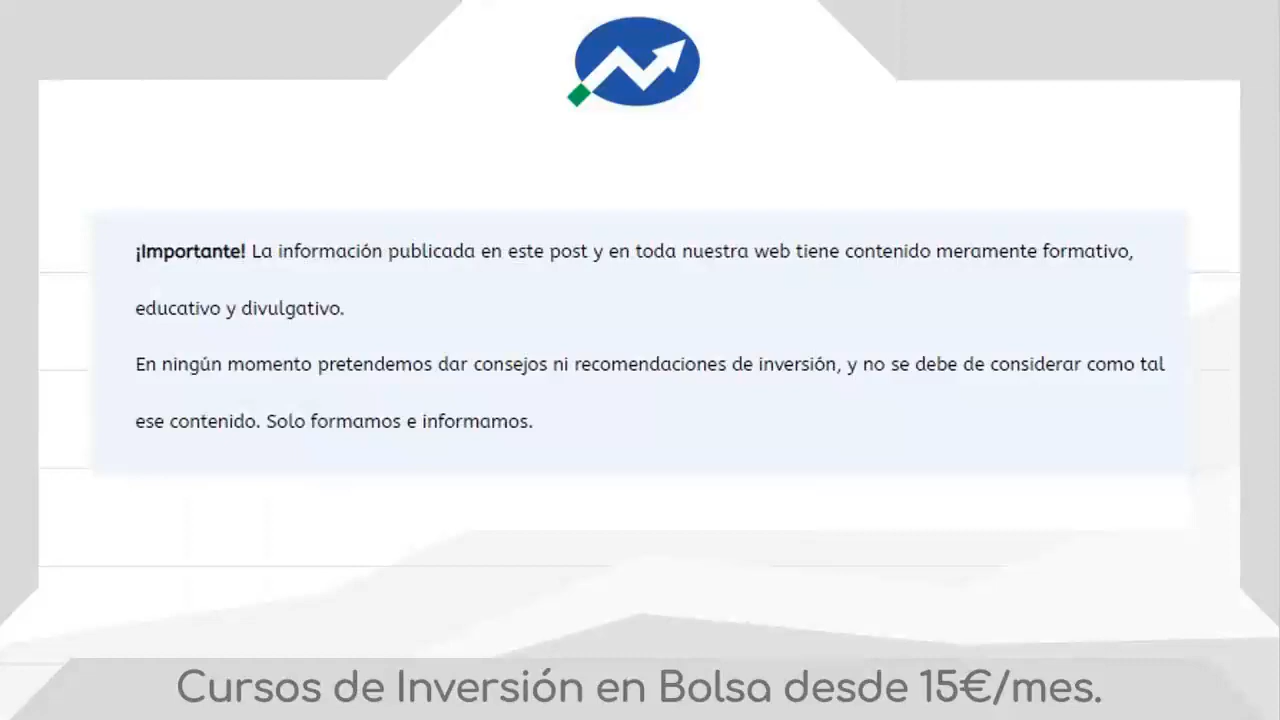 ¡Importante! La información publicada en este post y en toda nuestra web tiene contenido meramente formativo,
educativo y divulgativo.
En ningún momento pretendemos dar consejos ni recomendaciones de inversión, y no se debe de considerar como tal
ese contenido. Solo formamos e informamos.
Cursos de Inversión en Bolsa desde 15€/mes.